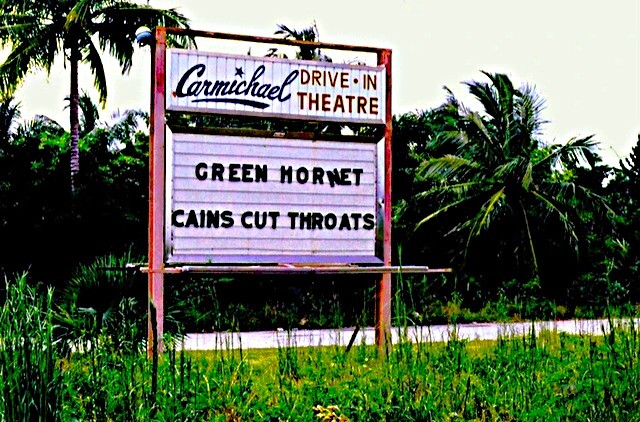 Carmichael DRIVE-IN
THEATRE
GREEN HORNET
CAINS CUT THROATS